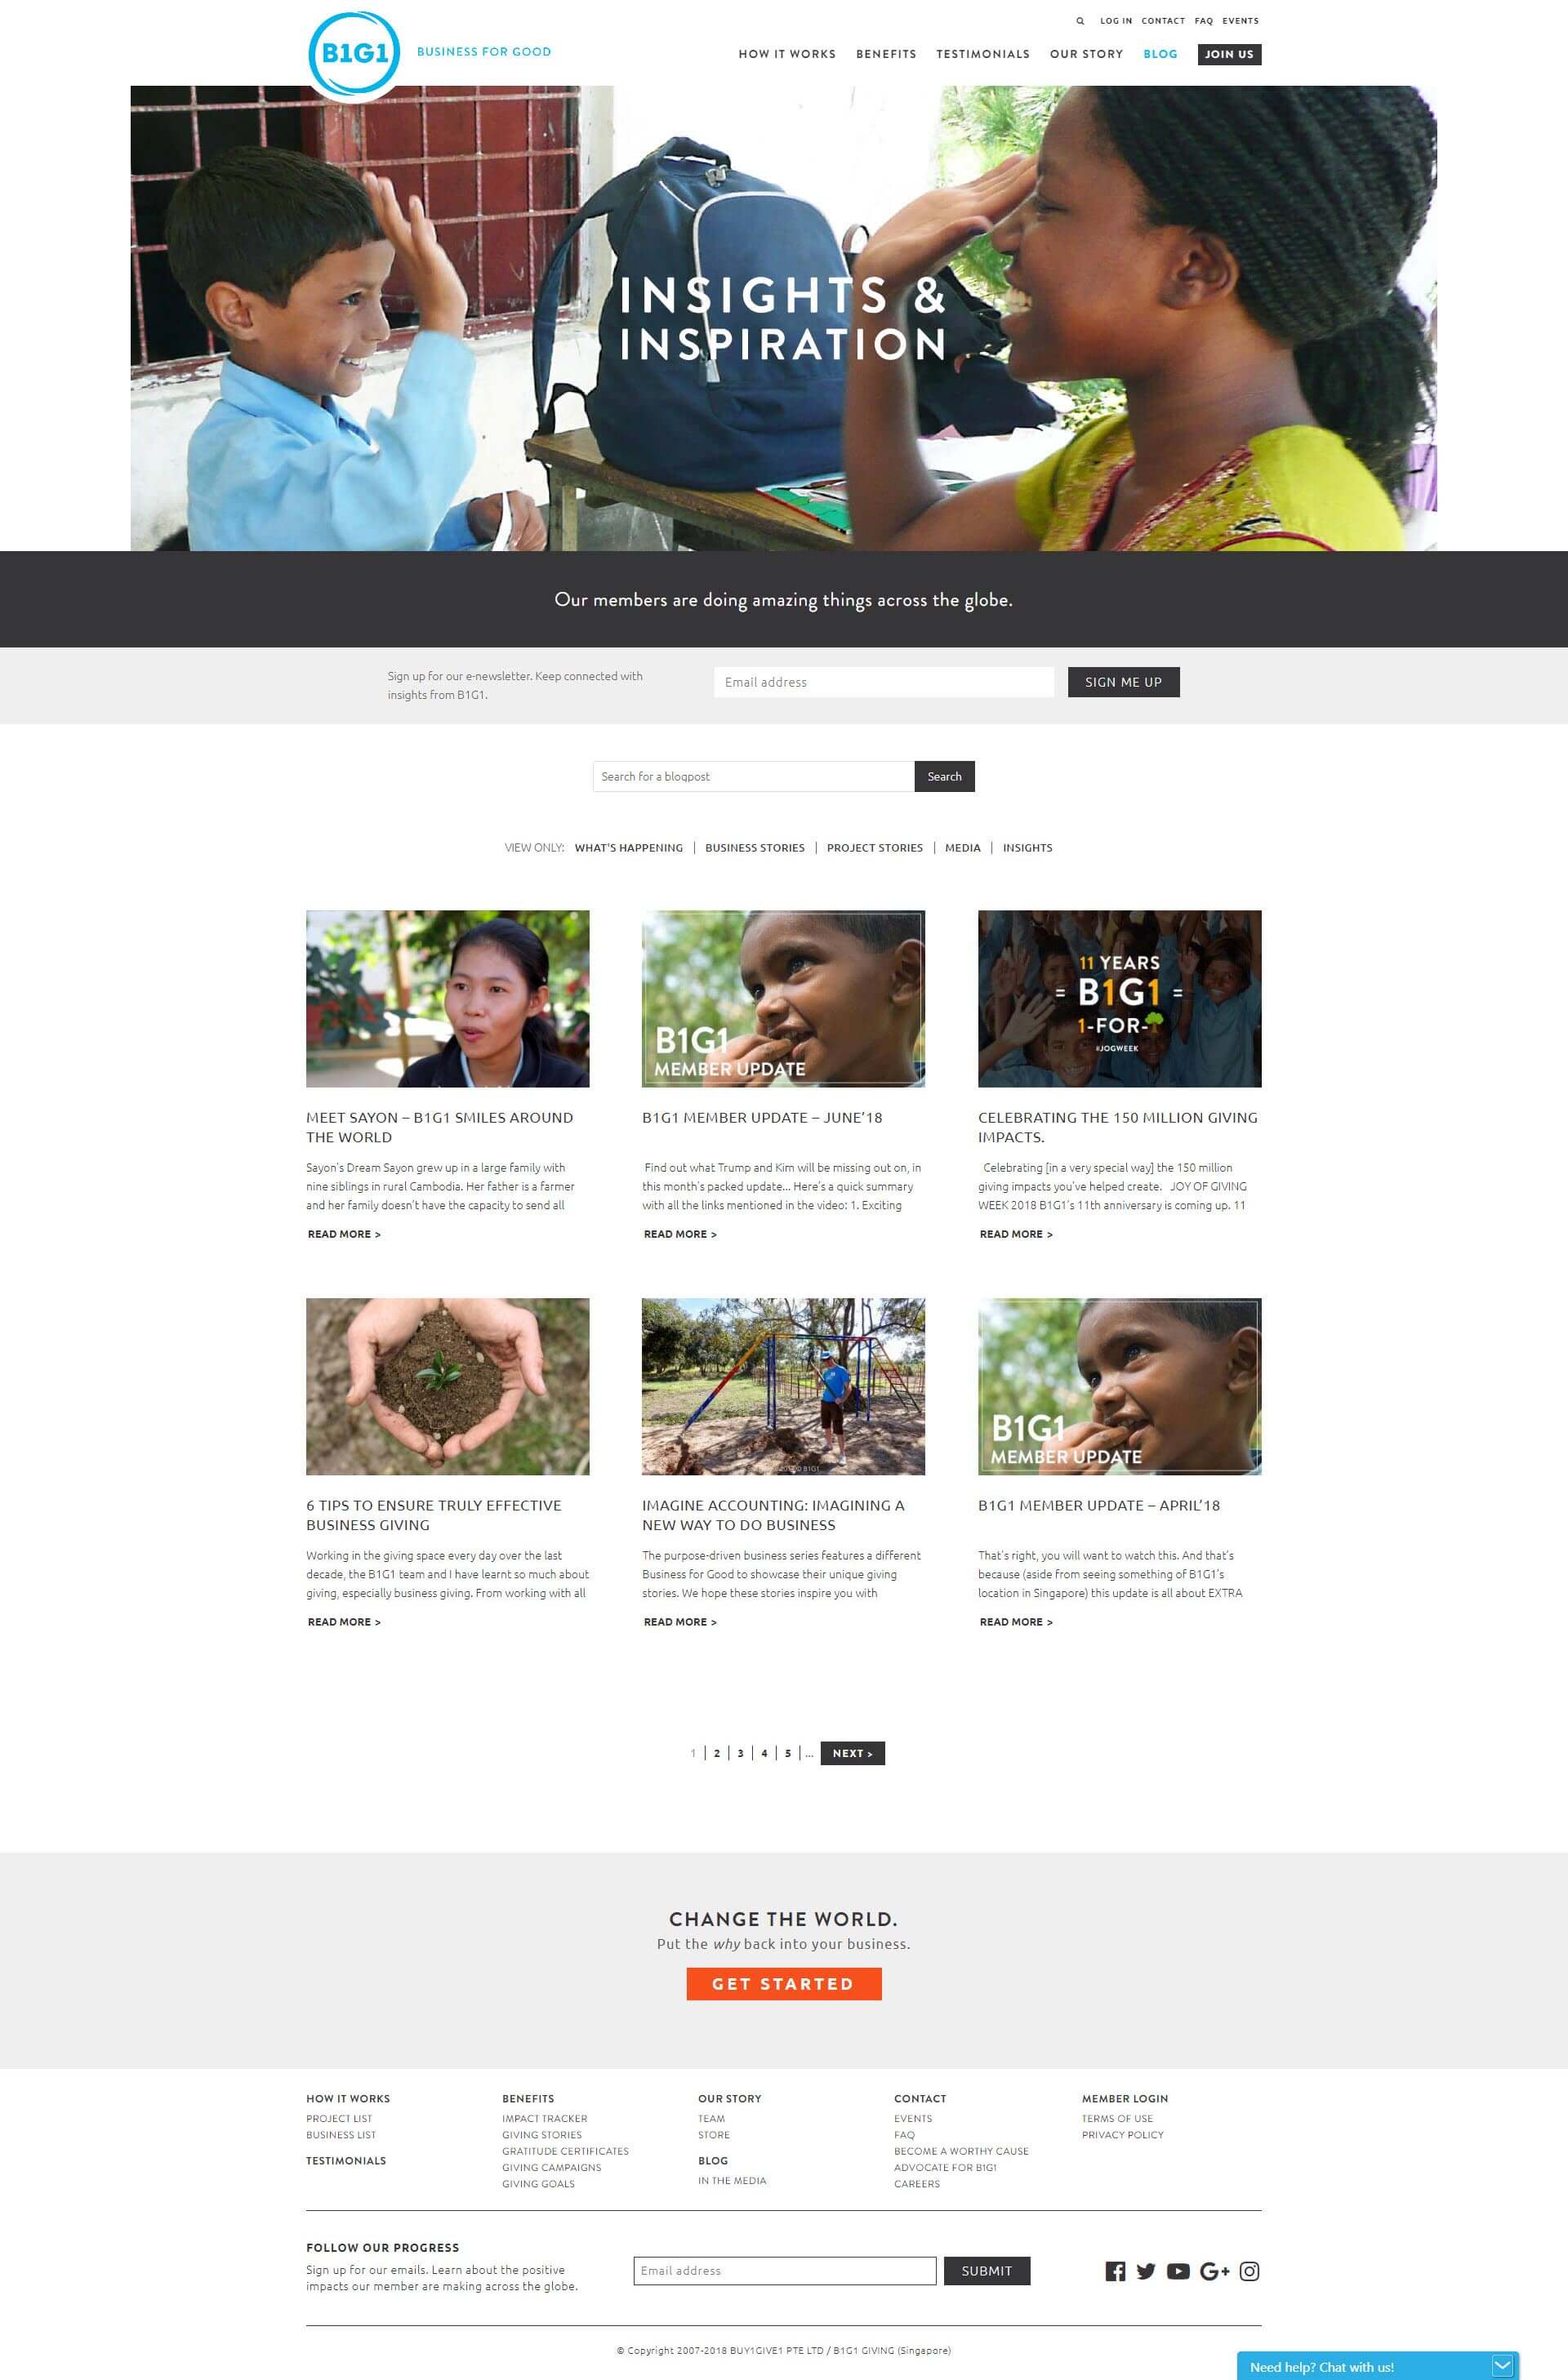 LOG IN CONTACT FAQ EVENTS
B1G1 BUSINESS FOR GOOD
HOW IT WORKS BENEFITS TESTIMONIALS OUR STORY BLOG JOIN US
INSIGHTS &
INSPIRATION
Our members are doing amazing things across the globe.
Sign up for our e-newsletter. Keep connected with
insights from B1G1.
Email address
SIGN ME UP
Search for a blogpost
Search
VIEW ONLY: WHAT'S HAPPENING | BUSINESS STORIES | PROJECT STORIES | MEDIA | INSIGHTS
MEET SAYON – B1G1 SMILES AROUND
THE WORLD
Sayon's Dream Sayon grew up in a large family with
nine siblings in rural Cambodia. Her father is a farmer
and her family doesn't have the capacity to send all
READ MORE >
B1G1
MEMBER UPDATE
B1G1 MEMBER UPDATE – JUNE'18
Find out what Trump and Kim will be missing out on, in
this month's packed update... Here's a quick summary
with all the links mentioned in the video: 1. Exciting
READ MORE >
11 YEARS
= B1G1 =
1-FOR-
#JOGWEEK
CELEBRATING THE 150 MILLION GIVING
IMPACTS.
Celebrating [in a very special way] the 150 million
giving impacts you've helped create. JOY OF GIVING
WEEK 2018 B1G1's 11th anniversary is coming up. 11
READ MORE >
6 TIPS TO ENSURE TRULY EFFECTIVE
BUSINESS GIVING
Working in the giving space every day over the last
decade, the B1G1 team and I have learnt so much about
giving, especially business giving. From working with all
READ MORE >
B1G1
IMAGINE ACCOUNTING: IMAGINING A
NEW WAY TO DO BUSINESS
The purpose-driven business series features a different
Business for Good to showcase their unique giving
stories. We hope these stories inspire you with
READ MORE >
B1G1
MEMBER UPDATE
B1G1 MEMBER UPDATE – APRIL'18
That's right, you will want to watch this. And that's
because (aside from seeing something of B1G1's
location in Singapore) this update is all about EXTRA
READ MORE >
1 | 2 | 3 | 4 | 5 | ... NEXT >
CHANGE THE WORLD.
Put the why back into your business.
GET STARTED
HOW IT WORKS
PROJECT LIST
BUSINESS LIST
TESTIMONIALS
BENEFITS
IMPACT TRACKER
GIVING STORIES
GRATITUDE CERTIFICATES
GIVING CAMPAIGNS
GIVING GOALS
OUR STORY
TEAM
STORE
BLOG
IN THE MEDIA
CONTACT
EVENTS
FAQ
BECOME A WORTHY CAUSE
ADVOCATE FOR B1G1
CAREERS
MEMBER LOGIN
TERMS OF USE
PRIVACY POLICY
FOLLOW OUR PROGRESS
Sign up for our emails. Learn about the positive
impacts our member are making across the globe.
Email address
SUBMIT
© Copyright 2007-2018 BUY1GIVE1 PTE LTD / B1G1 GIVING (Singapore)
Need help? Chat with us!